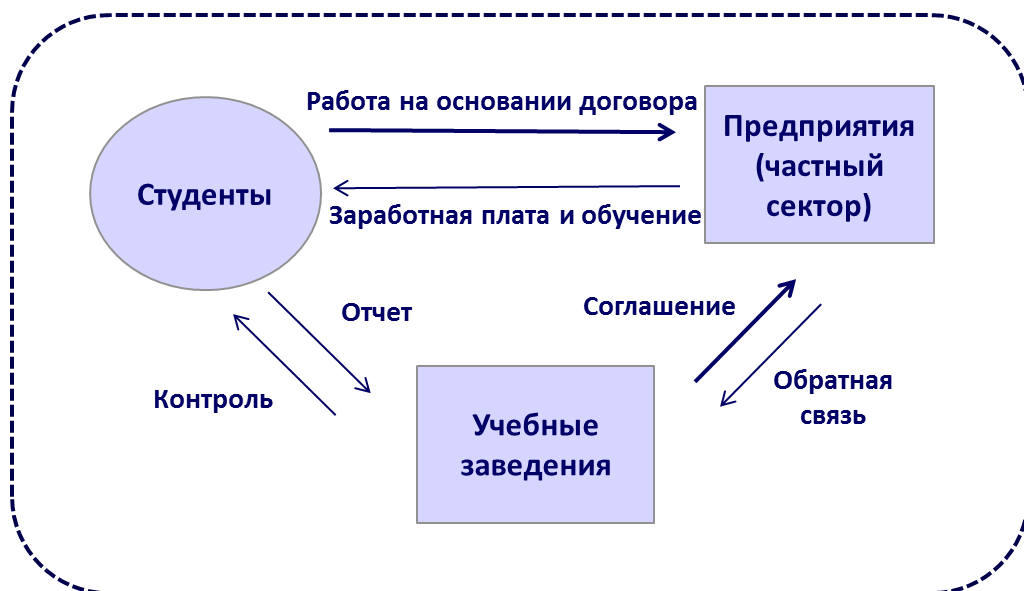 Работа на основании договора
Предприятия
(частный
сектор)
Студенты
Заработная плата и обучение
Отчет
Соглашение
Контроль
Обратная
связь
Учебные
заведения